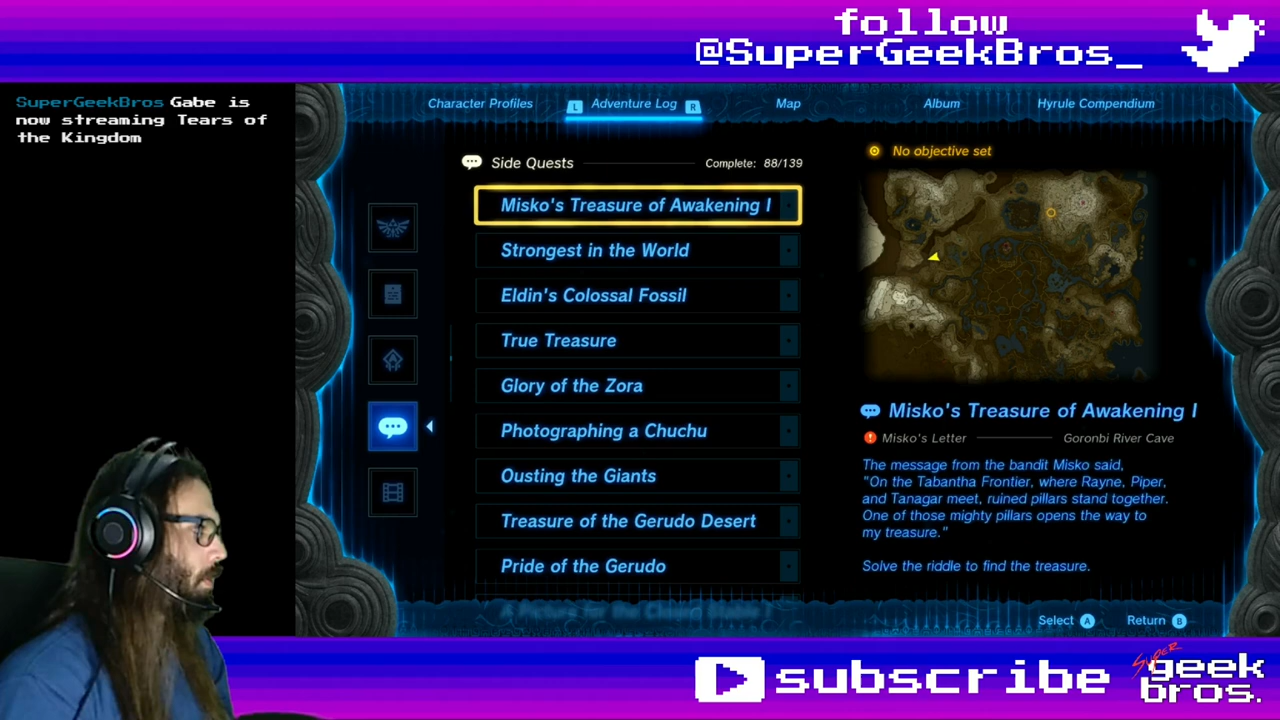 follow
@SuperGeekBros_
SuperGeekBros Gabe is
now streaming Tears of
the Kingdom
Character Profiles
L Adventure Log R
Map
Album
Hyrule Compendium
Side Quests Complete: 88/139
Misko's Treasure of Awakening I
Strongest in the World
Eldin's Colossal Fossil
True Treasure
Glory of the Zora
Photographing a Chuchu
Ousting the Giants
Treasure of the Gerudo Desert
Pride of the Gerudo
No objective set
Misko's Treasure of Awakening I
Misko's Letter Goronbi River Cave
The message from the bandit Misko said,
"On the Tabantha Frontier, where Rayne, Piper,
and Tanagar meet, ruined pillars stand together.
One of those mighty pillars opens the way to
my treasure."
Solve the riddle to find the treasure.
Select A Return B
subscribe
super
geek
bros.